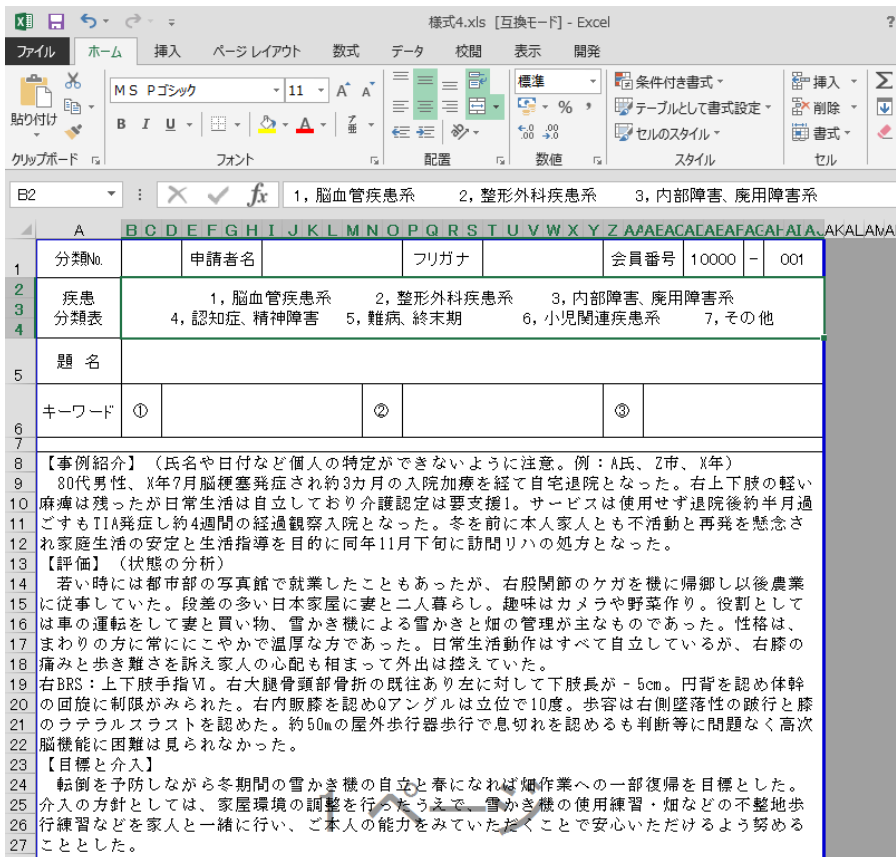 様式4.xls [互換モード] - Excel
?
ファイル ホーム 挿入 ページ レイアウト 数式 データ 校閲 表示 開発
貼り付け
MS Pゴシック 11 A A
B I U A
標準
% ,
条件付き書式
テーブルとして書式設定
セルのスタイル
挿入
削除
書式
Σ
クリップボード フォント 配置 数値 スタイル セル
B2 fx 1，脳血管疾患系 2，整形外科疾患系 3，内部障害、廃用障害系
A B C D E F G H I J K L M N O P Q R S T U V W X Y Z
1 分類№ 申請者名 フリガナ 会員番号 10000 - 001
2 3 4 疾患分類表 1，脳血管疾患系 2，整形外科疾患系 3，内部障害、廃用障害系
4，認知症、精神障害 5，難病、終末期 6，小児関連疾患系 7，その他
5 題 名
6 キーワード ① ② ③
7
8 【事例紹介】（氏名や日付など個人の特定ができないように注意。例：A氏、Z市、X年）
9 80代男性、X年7月脳梗塞発症され約3カ月の入院加療を経て自宅退院となった。右上下肢の軽い
10 麻痺は残ったが日常生活は自立しており介護認定は要支援1。サービスは使用せず退院後約半月過
11 ごすもTIA発症し約4週間の経過観察入院となった。冬を前に本人家人とも不活動と再発を懸念さ
12 れ家庭生活の安定と生活指導を目的に同年11月下旬に訪問リハの処方となった。
13 【評価】（状態の分析）
14 若い時には都市部の写真館で就業したこともあったが、右股関節のケガを機に帰郷し以後農業
15 に従事していた。段差の多い日本家屋に妻と二人暮らし。趣味はカメラや野菜作り。役割として
16 は車の運転をして妻と買い物、雪かき機による雪かきと畑の管理が主なものであった。性格は、
17 まわりの方に常ににこやかで温厚な方であった。日常生活動作はすべて自立しているが、右膝の
18 痛みと歩き難さを訴え家人の心配も相まって外出は控えていた。
19 右BRS：上下肢手指Ⅵ。右大腿骨頸部骨折の既往あり左に対して下肢長が－5cm。円背を認め体幹
20 の回旋に制限がみられた。右内販膝を認めQアングルは立位で10度。歩容は右側墜落性の跛行と膝
21 のラテラルスラストを認めた。約50mの屋外歩行器歩行で息切れを認めるも判断等に問題なく高次
22 脳機能に困難は見られなかった。
23 【目標と介入】
24 転倒を予防しながら冬期間の雪かき機の自立と春になれば畑作業への一部復帰を目標とした。
25 介入の方針としては、家屋環境の調整を行ったうえで、雪かき機の使用練習・畑などの不整地歩
26 行練習などを家人と一緒に行い、ご本人の能力をみていただくことで安心いただけるよう努める
27 こととした。
1 ページ